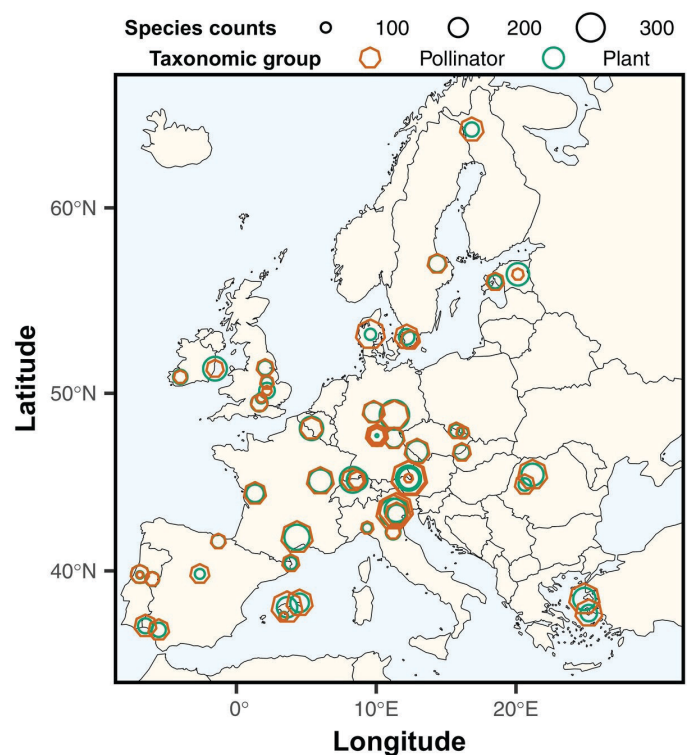 Species counts 100 200 300
Taxonomic group Pollinator Plant
60°N
50°N
40°N
Latitude
0° 10°E 20°E
Longitude